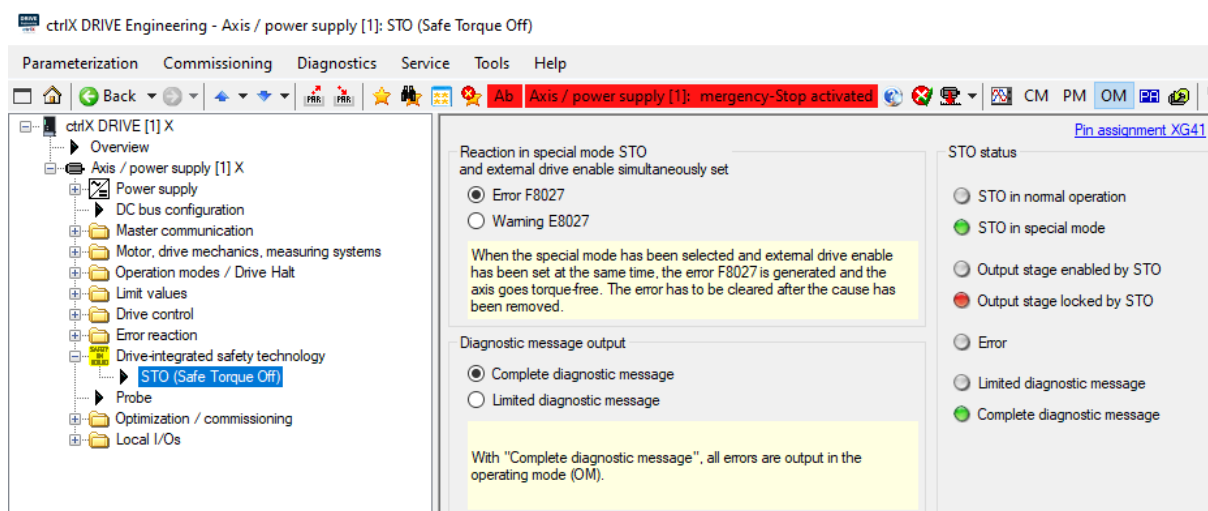 ctrlX DRIVE Engineering - Axis / power supply [1]: STO (Safe Torque Off)
Parameterization Commissioning Diagnostics Service Tools Help
Back PAR PAR Ab Axis / power supply [1]: mergency-Stop activated CM PM OM
ctrlX DRIVE [1] X
Overview
Axis / power supply [1] X
Power supply
DC bus configuration
Master communication
Motor, drive mechanics, measuring systems
Operation modes / Drive Halt
Limit values
Drive control
Error reaction
Drive-integrated safety technology
STO (Safe Torque Off)
Probe
Optimization / commissioning
Local I/Os
Pin assignment XG41
Reaction in special mode STO
and external drive enable simultaneously set
Error F8027
Warning E8027
When the special mode has been selected and external drive enable
has been set at the same time, the error F8027 is generated and the
axis goes torque-free. The error has to be cleared after the cause has
been removed.
Diagnostic message output
Complete diagnostic message
Limited diagnostic message
With "Complete diagnostic message", all errors are output in the
operating mode (OM).
STO status
STO in normal operation
STO in special mode
Output stage enabled by STO
Output stage locked by STO
Error
Limited diagnostic message
Complete diagnostic message